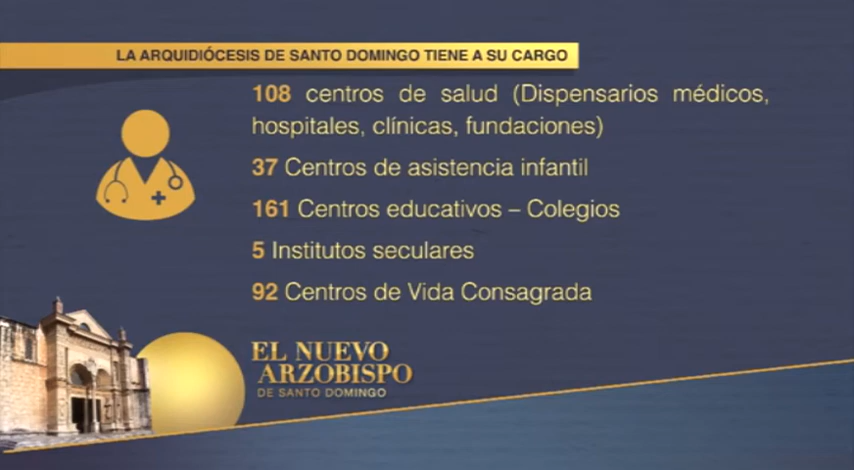 LA ARQUIDIÓCESIS DE SANTO DOMINGO TIENE A SU CARGO
108 centros de salud (Dispensarios médicos,
hospitales, clínicas, fundaciones)
37 Centros de asistencia infantil
161 Centros educativos – Colegios
5 Institutos seculares
92 Centros de Vida Consagrada
EL NUEVO
ARZOBISPO
DE SANTO DOMINGO